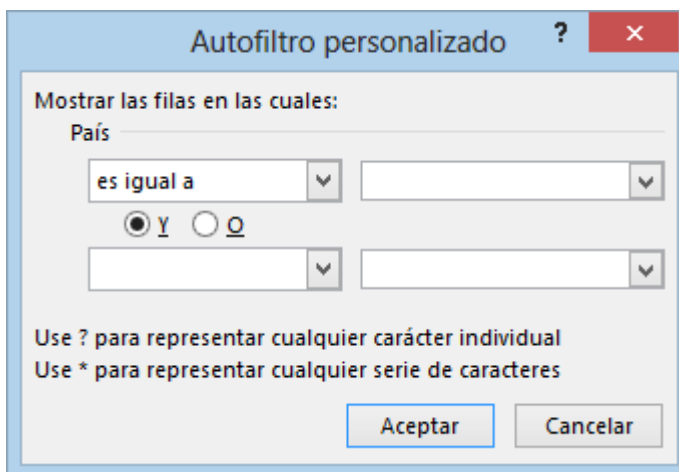 Autofiltro personalizado ?
Mostrar las filas en las cuales:
País
es igual a
Y O
Use ? para representar cualquier carácter individual
Use * para representar cualquier serie de caracteres
Aceptar Cancelar